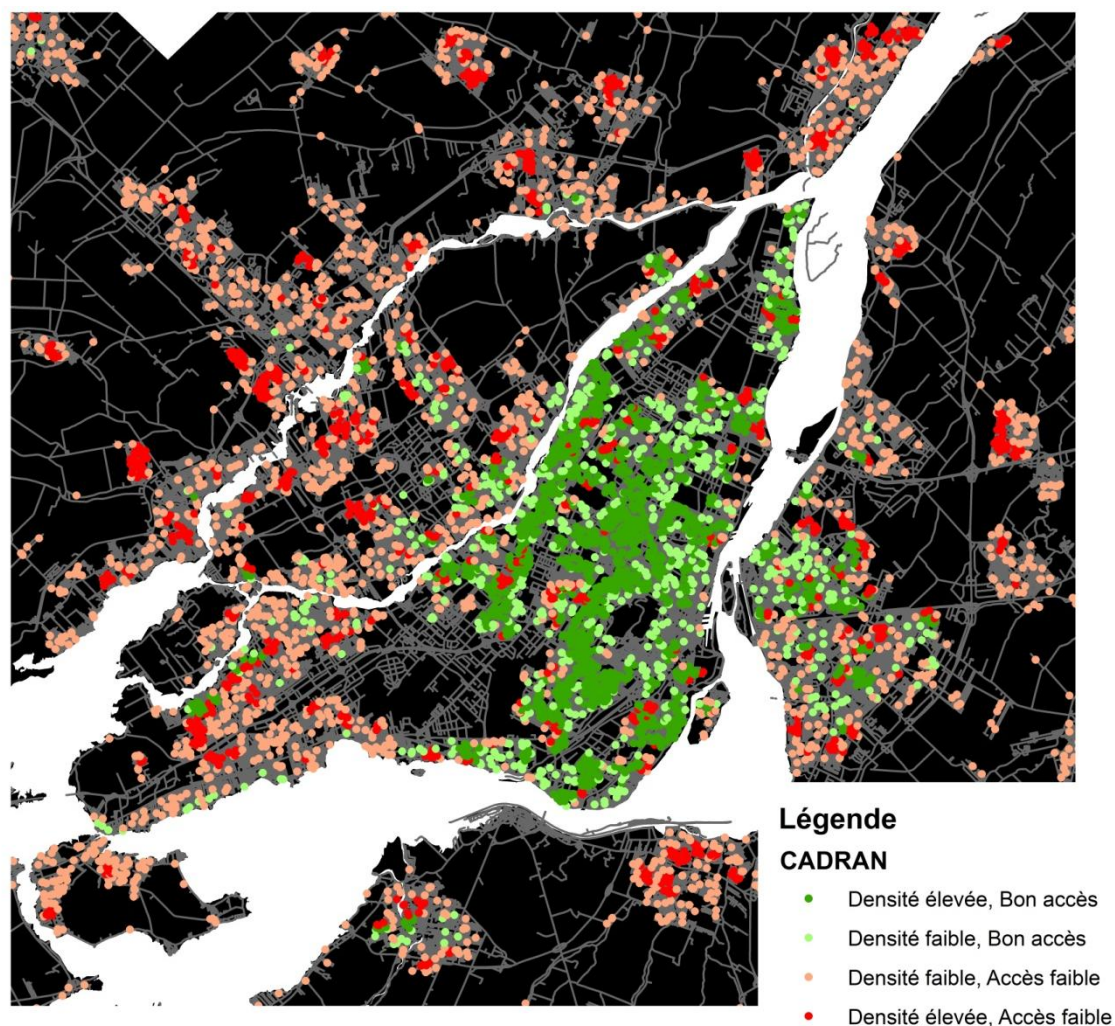 Légende
CADRAN
Densité élevée, Bon accès
Densité faible, Bon accès
Densité faible, Accès faible
Densité élevée, Accès faible